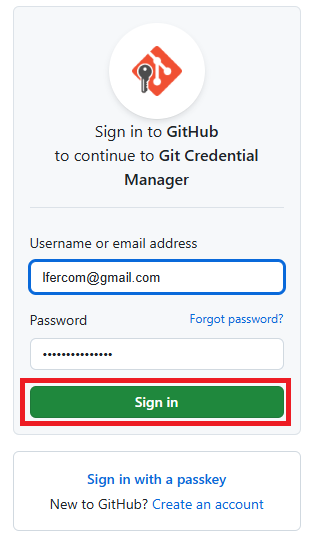 Sign in to GitHub
to continue to Git Credential
Manager
Username or email address
lfercom@gmail.com
Password
Forgot password?
•••••••••••••••
Sign in
Sign in with a passkey
New to GitHub? Create an account